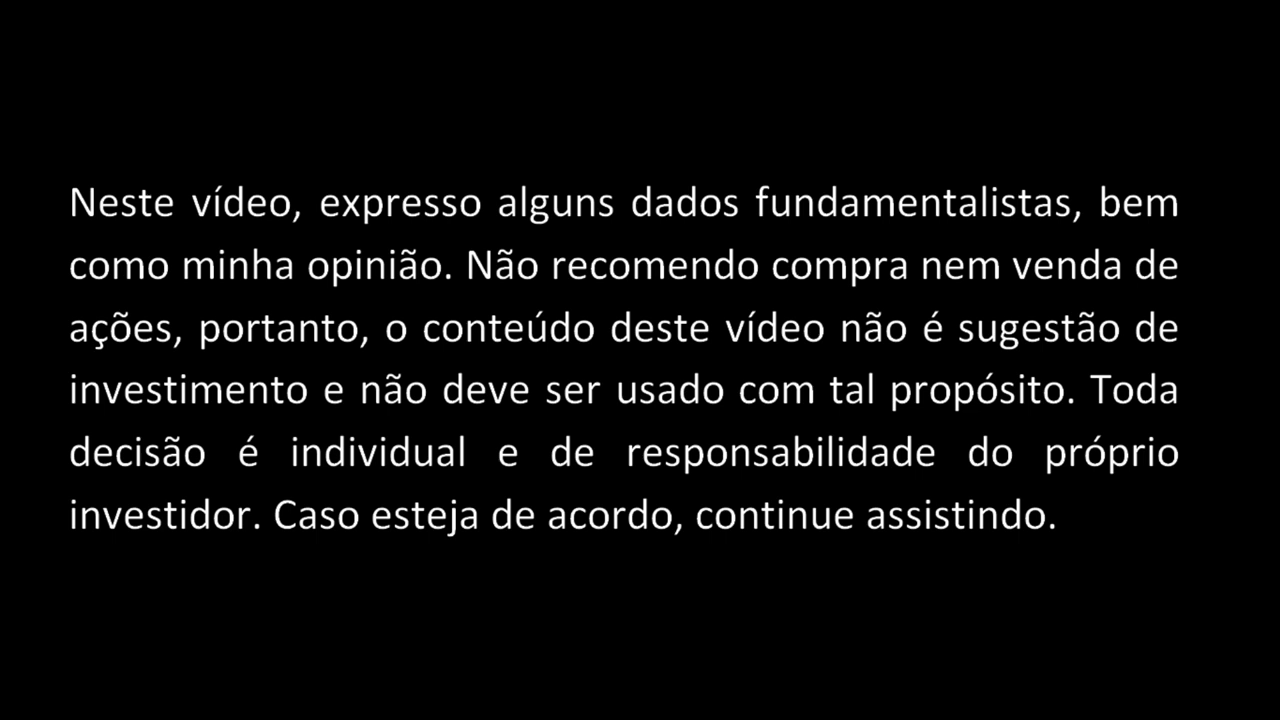 Neste vídeo, expresso alguns dados fundamentalistas, bem
como minha opinião. Não recomendo compra nem venda de
ações, portanto, o conteúdo deste vídeo não é sugestão de
investimento e não deve ser usado com tal propósito. Toda
decisão é individual e de responsabilidade do próprio
investidor. Caso esteja de acordo, continue assistindo.